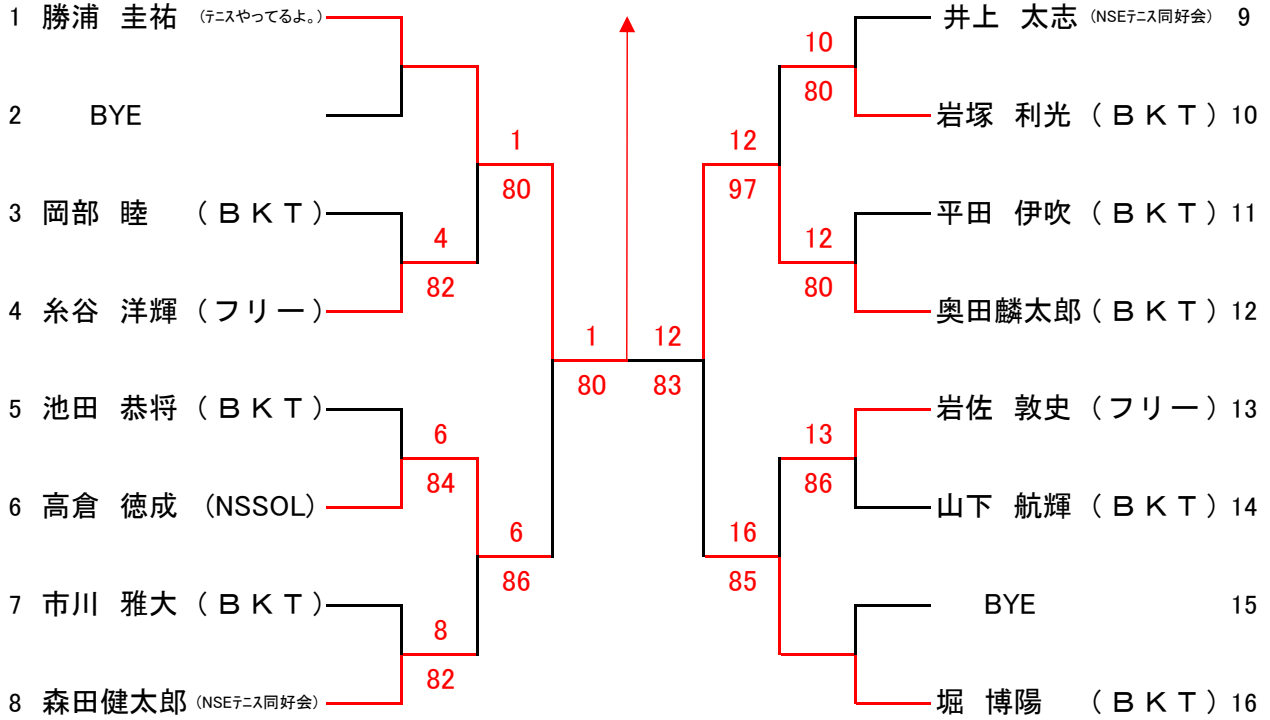 1 勝浦 圭祐 (テニスやってるよ。)
2 BYE
3 岡部 睦 （ＢＫＴ）
4 糸谷 洋輝 （フリー）
5 池田 恭将 （ＢＫＴ）
6 高倉 徳成 (NSSOL)
7 市川 雅大 （ＢＫＴ）
8 森田健太郎 (NSEテニス同好会)
4
82
6
84
8
82
1
80
6
86
1
80
12
83
12
97
16
85
10
80
12
80
13
86
井上 太志 (NSEテニス同好会) 9
岩塚 利光 （ＢＫＴ） 10
平田 伊吹 （ＢＫＴ） 11
奥田麟太郎 （ＢＫＴ） 12
岩佐 敦史 （フリー） 13
山下 航輝 （ＢＫＴ） 14
BYE 15
堀 博陽 （ＢＫＴ） 16